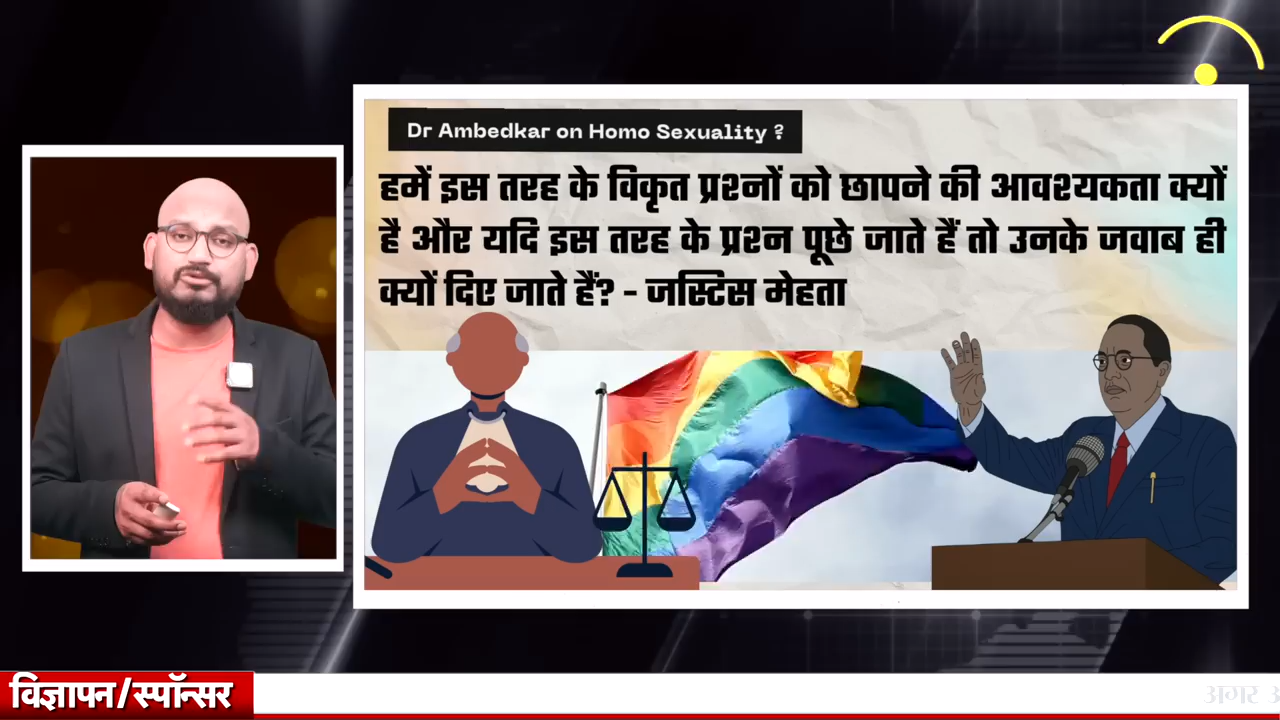 Dr Ambedkar on Homo Sexuality ?
हमें इस तरह के विकृत प्रश्नों को छापने की आवश्यकता क्यों
है और यदि इस तरह के प्रश्न पूछे जाते हैं तो उनके जवाब ही
क्यों दिए जाते हैं? - जस्टिस मेहता
विज्ञापन/स्पॉन्सर
अगर